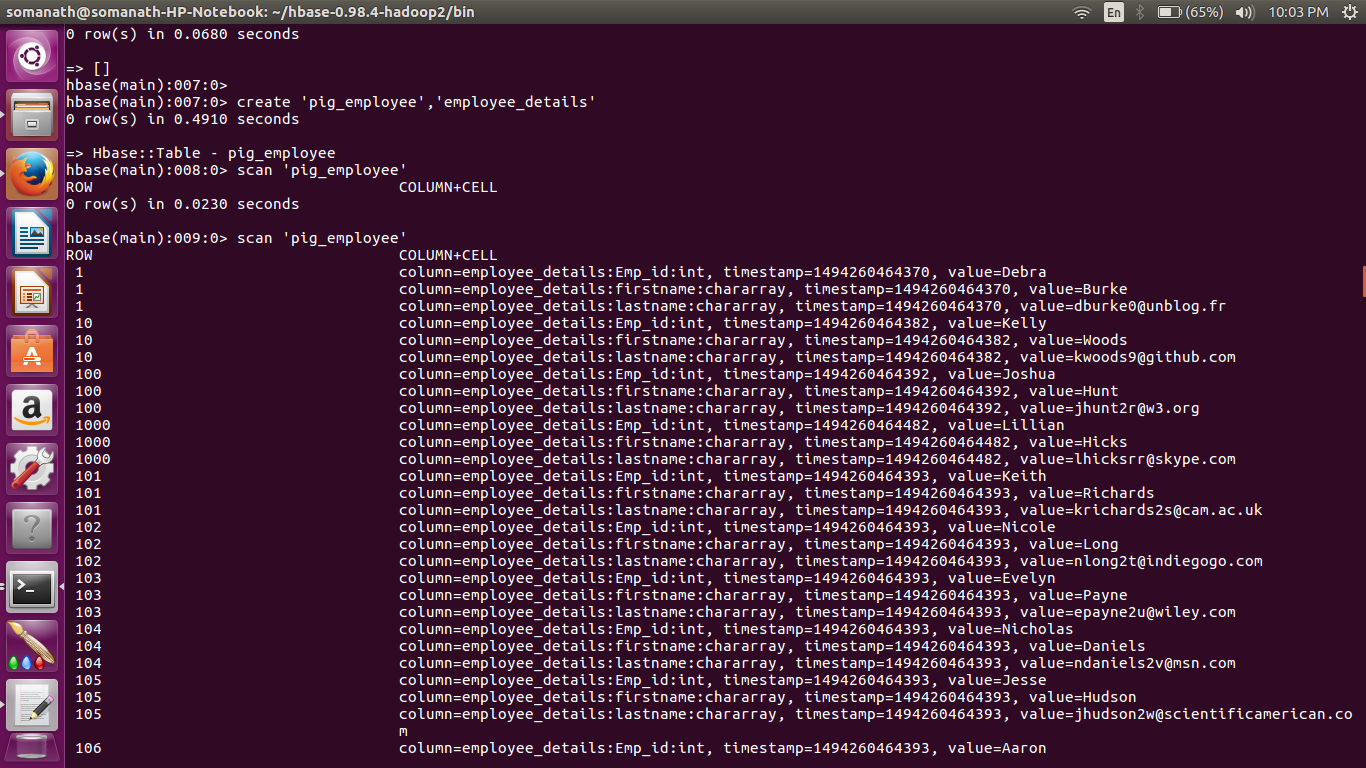 somanath@somanath-HP-Notebook: ~/hbase-0.98.4-hadoop2/bin En (65%) 10:03 PM
0 row(s) in 0.0680 seconds
=> []
hbase(main):007:0>
hbase(main):007:0> create 'pig_employee','employee_details'
0 row(s) in 0.4910 seconds
=> Hbase::Table - pig_employee
hbase(main):008:0> scan 'pig_employee'
ROW COLUMN+CELL
0 row(s) in 0.0230 seconds
hbase(main):009:0> scan 'pig_employee'
ROW COLUMN+CELL
1 column=employee_details:Emp_id:int, timestamp=1494260464370, value=Debra
1 column=employee_details:firstname:chararray, timestamp=1494260464370, value=Burke
1 column=employee_details:lastname:chararray, timestamp=1494260464370, value=dburke0@unblog.fr
10 column=employee_details:Emp_id:int, timestamp=1494260464382, value=Kelly
10 column=employee_details:firstname:chararray, timestamp=1494260464382, value=Woods
10 column=employee_details:lastname:chararray, timestamp=1494260464382, value=kwoods9@github.com
100 column=employee_details:Emp_id:int, timestamp=1494260464392, value=Joshua
100 column=employee_details:firstname:chararray, timestamp=1494260464392, value=Hunt
100 column=employee_details:lastname:chararray, timestamp=1494260464392, value=jhunt2r@w3.org
1000 column=employee_details:Emp_id:int, timestamp=1494260464482, value=Lillian
1000 column=employee_details:firstname:chararray, timestamp=1494260464482, value=Hicks
1000 column=employee_details:lastname:chararray, timestamp=1494260464482, value=lhicksrr@skype.com
101 column=employee_details:Emp_id:int, timestamp=1494260464393, value=Keith
101 column=employee_details:firstname:chararray, timestamp=1494260464393, value=Richards
101 column=employee_details:lastname:chararray, timestamp=1494260464393, value=krichards2s@cam.ac.uk
102 column=employee_details:Emp_id:int, timestamp=1494260464393, value=Nicole
102 column=employee_details:firstname:chararray, timestamp=1494260464393, value=Long
102 column=employee_details:lastname:chararray, timestamp=1494260464393, value=nlong2t@indiegogo.com
103 column=employee_details:Emp_id:int, timestamp=1494260464393, value=Evelyn
103 column=employee_details:firstname:chararray, timestamp=1494260464393, value=Payne
103 column=employee_details:lastname:chararray, timestamp=1494260464393, value=epayne2u@wiley.com
104 column=employee_details:Emp_id:int, timestamp=1494260464393, value=Nicholas
104 column=employee_details:firstname:chararray, timestamp=1494260464393, value=Daniels
104 column=employee_details:lastname:chararray, timestamp=1494260464393, value=ndaniels2v@msn.com
105 column=employee_details:Emp_id:int, timestamp=1494260464393, value=Jesse
105 column=employee_details:firstname:chararray, timestamp=1494260464393, value=Hudson
105 column=employee_details:lastname:chararray, timestamp=1494260464393, value=jhudson2w@scientificamerican.co
m
106 column=employee_details:Emp_id:int, timestamp=1494260464393, value=Aaron